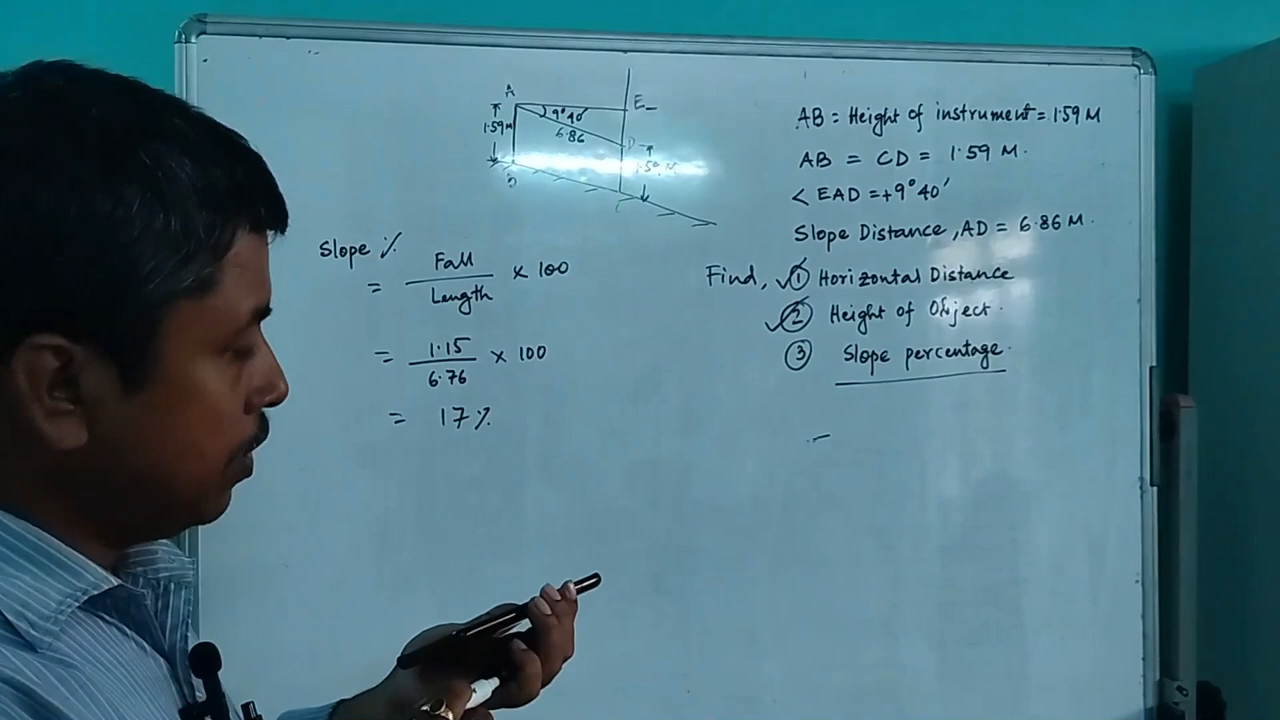 A
E
9°40'
1.59M
6.86
AB = Height of instrument = 1.59 M
AB = CD = 1.59 M.
< EAD = +9°40'
Slope Distance, AD = 6.86 M.
Find, ✓① Horizontal Distance
✓② Height of Object.
③ Slope percentage.
Slope %
= Fall / Length × 100
= 1.15 / 6.76 × 100
= 17%